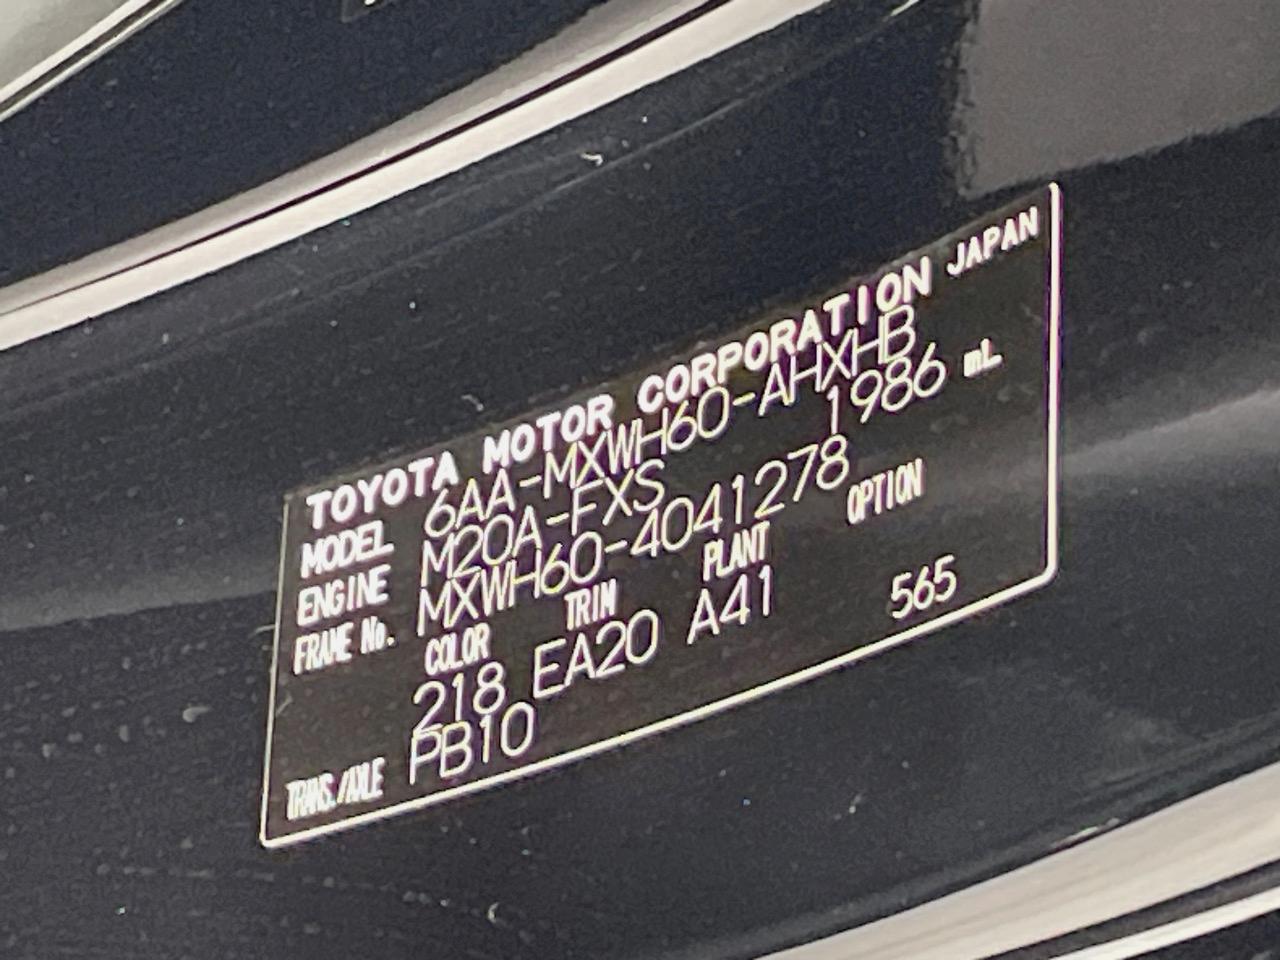 TOYOTA MOTOR CORPORATION JAPAN
MODEL 6AA-MXWH60-AHXHB
ENGINE M20A-FXS 1986 mL
FRAME No. MXWH60-4041278
COLOR TRIM PLANT OPTION
218 EA20 A41 565
TRANS./AXLE PB10